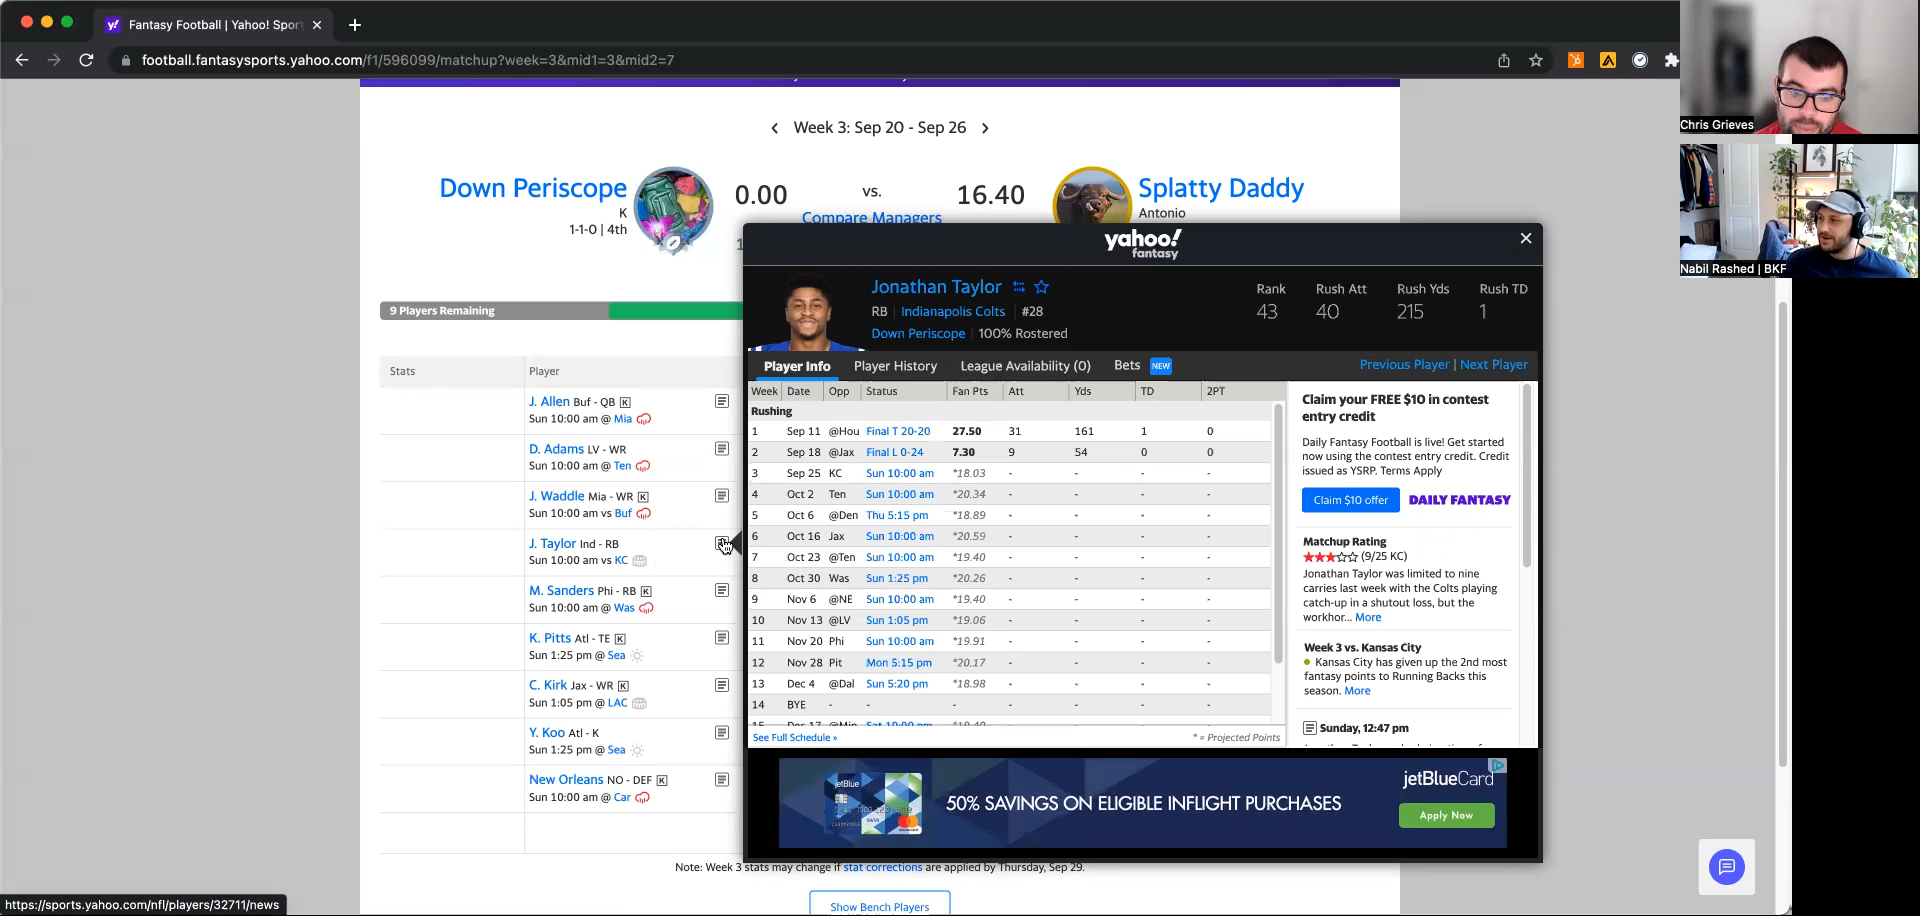 Fantasy Football | Yahoo! Spor
football.fantasysports.yahoo.com/f1/596099/matchup?week=3&mid1=3&mid2=7
Chris Grieves
Nabil Rashed | BKF
Week 3: Sep 20 - Sep 26
Down Periscope
K
1-1-0 | 4th
0.00
vs.
16.40
Compare Managers
Splatty Daddy
Antonio
9 Players Remaining
Stats Player
J. Allen Buf - QB K
Sun 10:00 am @ Mia
D. Adams LV - WR
Sun 10:00 am @ Ten
J. Waddle Mia - WR K
Sun 10:00 am vs Buf
J. Taylor Ind - RB
Sun 10:00 am vs KC
M. Sanders Phi - RB K
Sun 10:00 am @ Was
K. Pitts Atl - TE K
Sun 1:25 pm @ Sea
C. Kirk Jax - WR K
Sun 1:05 pm @ LAC
Y. Koo Atl - K
Sun 1:25 pm @ Sea
New Orleans NO - DEF K
Sun 10:00 am @ Car
yahoo!
fantasy
Jonathan Taylor
RB | Indianapolis Colts | #28
Down Periscope | 100% Rostered
Rank Rush Att Rush Yds Rush TD
43 40 215 1
Player Info Player History League Availability (0) Bets NEW
Previous Player | Next Player
Week Date Opp Status Fan Pts Att Yds TD 2PT
Rushing
1 Sep 11 @Hou Final T 20-20 27.50 31 161 1 0
2 Sep 18 @Jax Final L 0-24 7.30 9 54 0 0
3 Sep 25 KC Sun 10:00 am *18.03 - - - -
4 Oct 2 Ten Sun 10:00 am *20.34 - - - -
5 Oct 6 @Den Thu 5:15 pm *18.89 - - - -
6 Oct 16 Jax Sun 10:00 am *20.59 - - - -
7 Oct 23 @Ten Sun 10:00 am *19.40 - - - -
8 Oct 30 Was Sun 1:25 pm *20.26 - - - -
9 Nov 6 @NE Sun 10:00 am *19.40 - - - -
10 Nov 13 @LV Sun 1:05 pm *19.06 - - - -
11 Nov 20 Phi Sun 10:00 am *19.91 - - - -
12 Nov 28 Pit Mon 5:15 pm *20.17 - - - -
13 Dec 4 @Dal Sun 5:20 pm *18.98 - - - -
14 BYE - - - - - - -
See Full Schedule »
* = Projected Points
Claim your FREE $10 in contest
entry credit
Daily Fantasy Football is live! Get started
now using the contest entry credit. Credit
issued as YSRP. Terms Apply
Claim $10 offer DAILY FANTASY
Matchup Rating
(9/25 KC)
Jonathan Taylor was limited to nine
carries last week with the Colts playing
catch-up in a shutout loss, but the
workhor... More
Week 3 vs. Kansas City
Kansas City has given up the 2nd most
fantasy points to Running Backs this
season. More
Sunday, 12:47 pm
jetBlue
50% SAVINGS ON ELIGIBLE INFLIGHT PURCHASES
jetBlueCard
Apply Now
Note: Week 3 stats may change if stat corrections are applied by Thursday, Sep 29.
Show Bench Players
https://sports.yahoo.com/nfl/players/32711/news